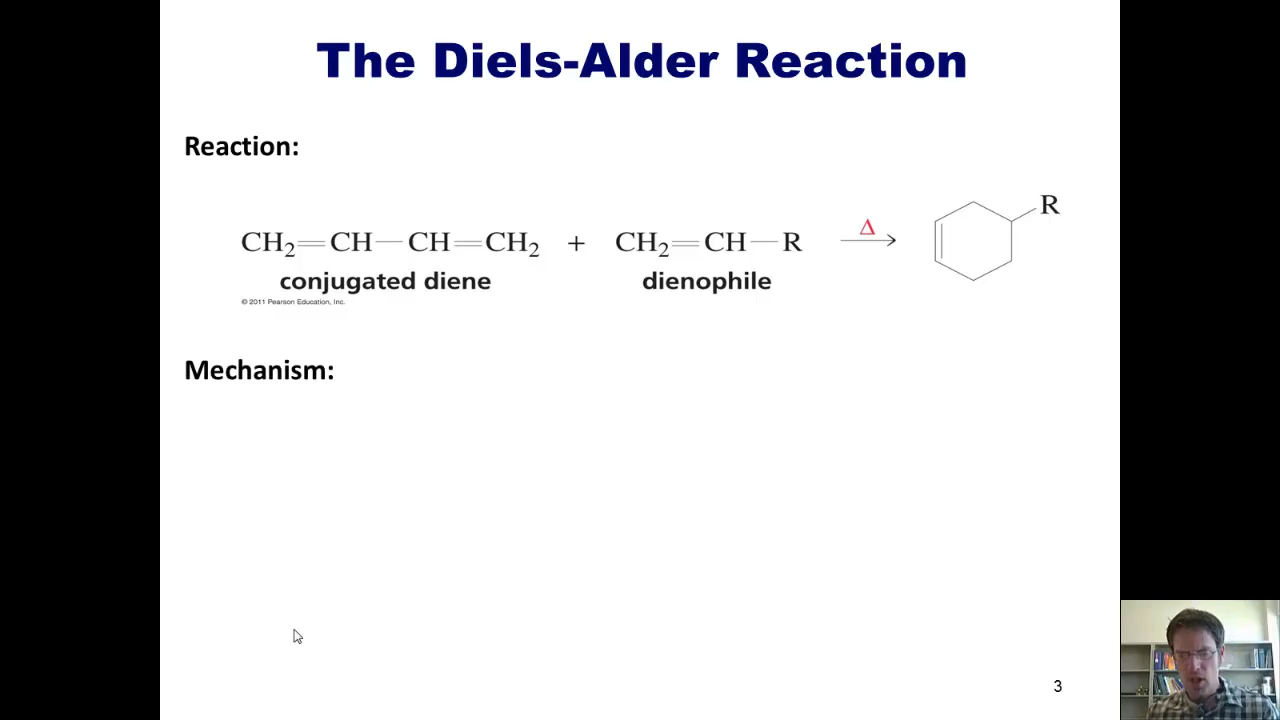 The Diels-Alder Reaction
Reaction:
CH₂=CH—CH=CH₂ + CH₂=CH—R Δ R
conjugated diene dienophile
© 2011 Pearson Education, Inc.
Mechanism:
3